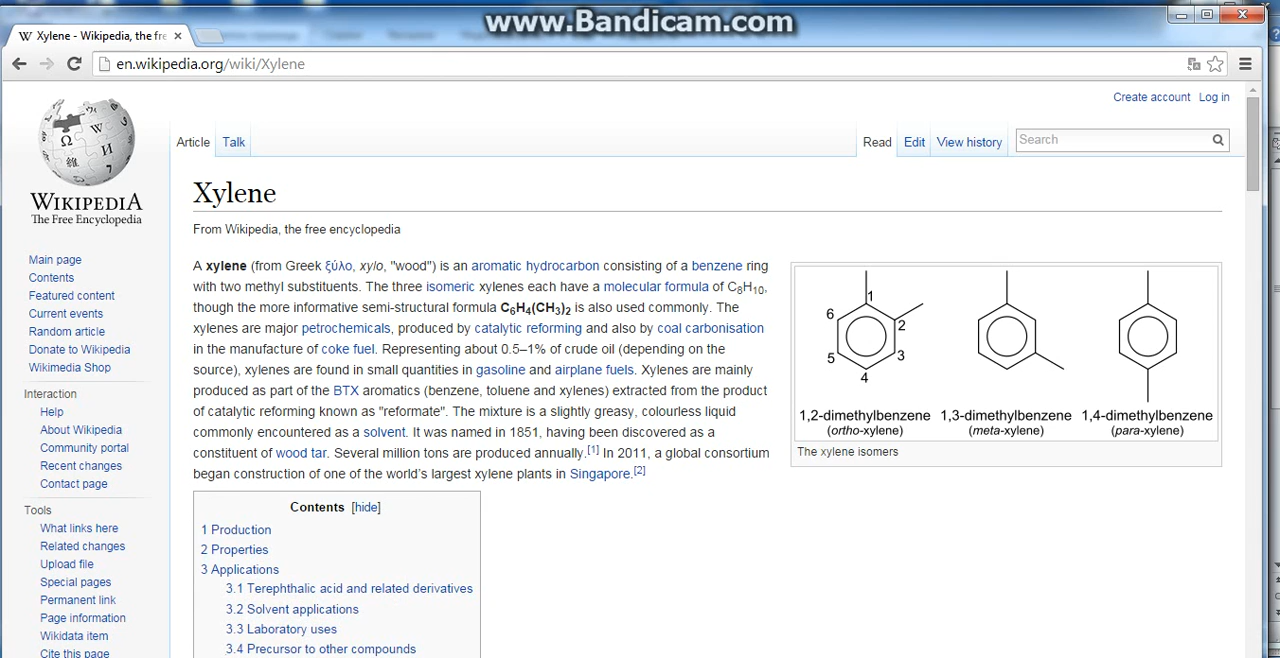 www.Bandicam.com
Xylene - Wikipedia, the fre
en.wikipedia.org/wiki/Xylene
Create account Log in
Article Talk Read Edit View history Search
WIKIPEDIA
The Free Encyclopedia
Main page
Contents
Featured content
Current events
Random article
Donate to Wikipedia
Wikimedia Shop
Interaction
Help
About Wikipedia
Community portal
Recent changes
Contact page
Tools
What links here
Related changes
Upload file
Special pages
Permanent link
Page information
Wikidata item
Cite this page
Xylene
From Wikipedia, the free encyclopedia
A xylene (from Greek ξύλο, xylo, "wood") is an aromatic hydrocarbon consisting of a benzene ring
with two methyl substituents. The three isomeric xylenes each have a molecular formula of C₈H₁₀,
though the more informative semi-structural formula C₆H₄(CH₃)₂ is also used commonly. The
xylenes are major petrochemicals, produced by catalytic reforming and also by coal carbonisation
in the manufacture of coke fuel. Representing about 0.5–1% of crude oil (depending on the
source), xylenes are found in small quantities in gasoline and airplane fuels. Xylenes are mainly
produced as part of the BTX aromatics (benzene, toluene and xylenes) extracted from the product
of catalytic reforming known as "reformate". The mixture is a slightly greasy, colourless liquid
commonly encountered as a solvent. It was named in 1851, having been discovered as a
constituent of wood tar. Several million tons are produced annually.[1] In 2011, a global consortium
began construction of one of the world's largest xylene plants in Singapore.[2]
1
6
2
5
3
4
1,2-dimethylbenzene 1,3-dimethylbenzene 1,4-dimethylbenzene
(ortho-xylene) (meta-xylene) (para-xylene)
The xylene isomers
Contents [hide]
1 Production
2 Properties
3 Applications
3.1 Terephthalic acid and related derivatives
3.2 Solvent applications
3.3 Laboratory uses
3.4 Precursor to other compounds